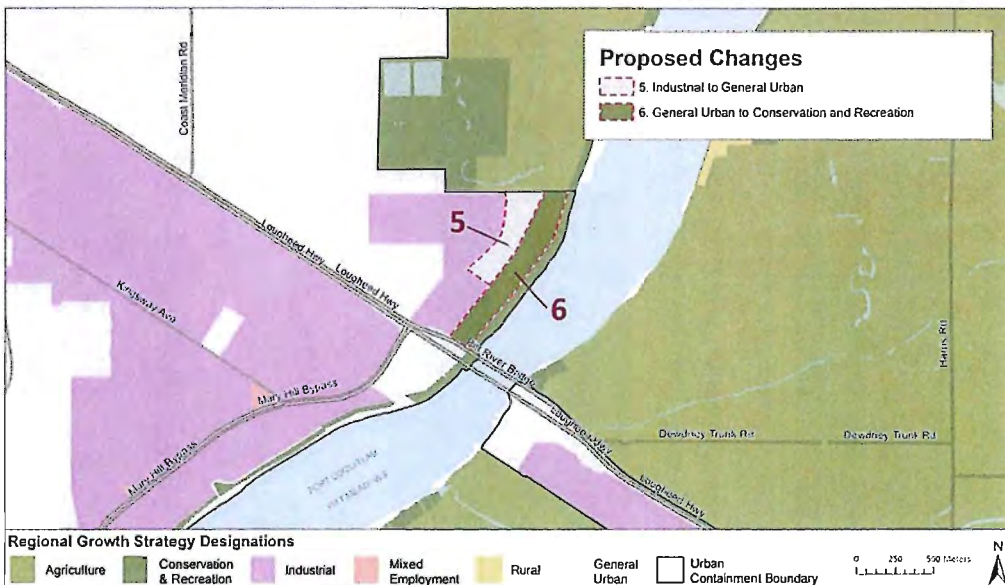 Proposed Changes
5. Industrial to General Urban
6. General Urban to Conservation and Recreation
Coast Meridian Rd
Lougheed Hwy
Lougheed Hwy
Kingsway Ave
5
6
River Bridge
Mary Hill Bypass
Mary Hill Bypass
Harris Rd
Lougheed Hwy
Dewdney Trunk Rd
Dewdney Trunk Rd
Lougheed Hwy
PORT COQUITLAM
PITT MEADOWS
Regional Growth Strategy Designations
Agriculture
Conservation
& Recreation
Industrial
Mixed
Employment
Rural
General
Urban
Urban
Containment Boundary
0 250 500 Meters
N